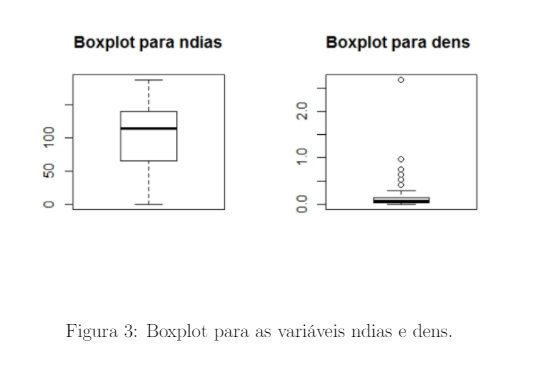 Boxplot para ndias
Boxplot para dens
100
50
0
2.0
1.0
0.0
Figura 3: Boxplot para as variáveis ndias e dens.